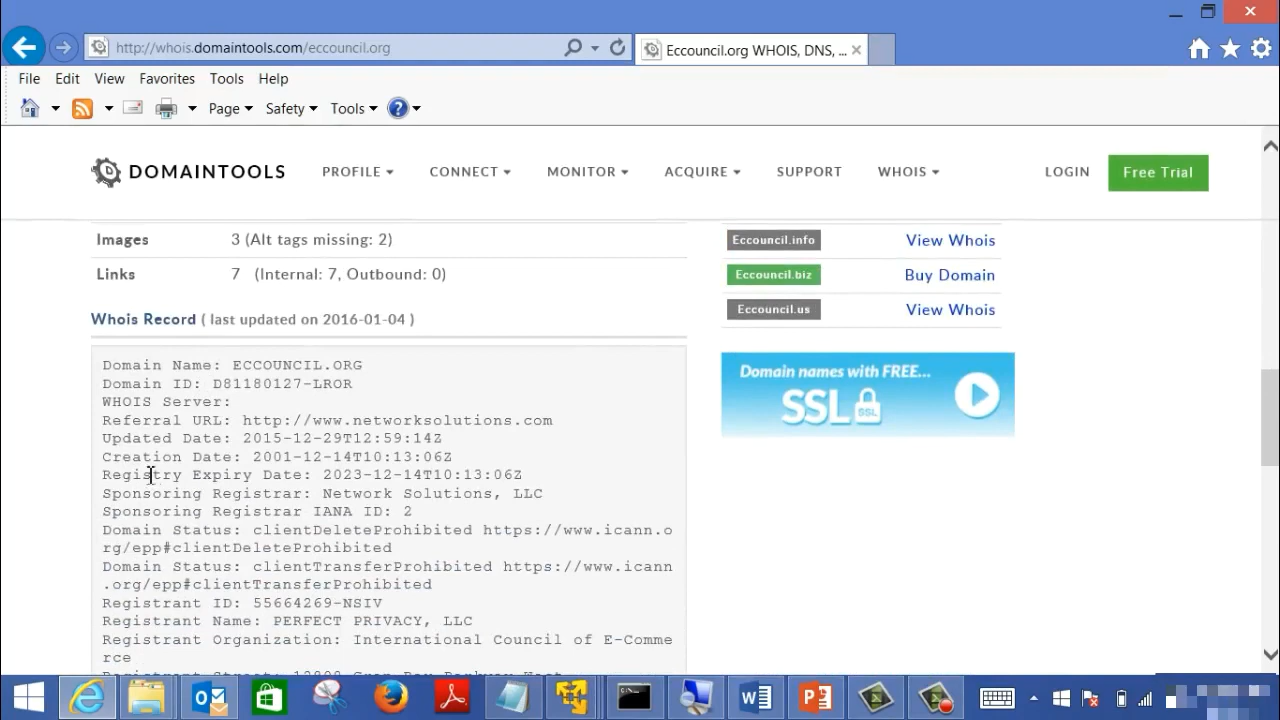 http://whois.domaintools.com/eccouncil.org
Eccouncil.org WHOIS, DNS, ...
File Edit View Favorites Tools Help
Page Safety Tools
DOMAINTOOLS PROFILE CONNECT MONITOR ACQUIRE SUPPORT WHOIS LOGIN Free Trial
Images 3 (Alt tags missing: 2)
Links 7 (Internal: 7, Outbound: 0)
Whois Record ( last updated on 2016-01-04 )
Domain Name: ECCOUNCIL.ORG
Domain ID: D81180127-LROR
WHOIS Server:
Referral URL: http://www.networksolutions.com
Updated Date: 2015-12-29T12:59:14Z
Creation Date: 2001-12-14T10:13:06Z
Registry Expiry Date: 2023-12-14T10:13:06Z
Sponsoring Registrar: Network Solutions, LLC
Sponsoring Registrar IANA ID: 2
Domain Status: clientDeleteProhibited https://www.icann.o
rg/epp#clientDeleteProhibited
Domain Status: clientTransferProhibited https://www.icann
.org/epp#clientTransferProhibited
Registrant ID: 55664269-NSIV
Registrant Name: PERFECT PRIVACY, LLC
Registrant Organization: International Council of E-Comme
rce
Eccouncil.info View Whois
Eccouncil.biz Buy Domain
Eccouncil.us View Whois
Domain names with FREE...
SSL
SSL